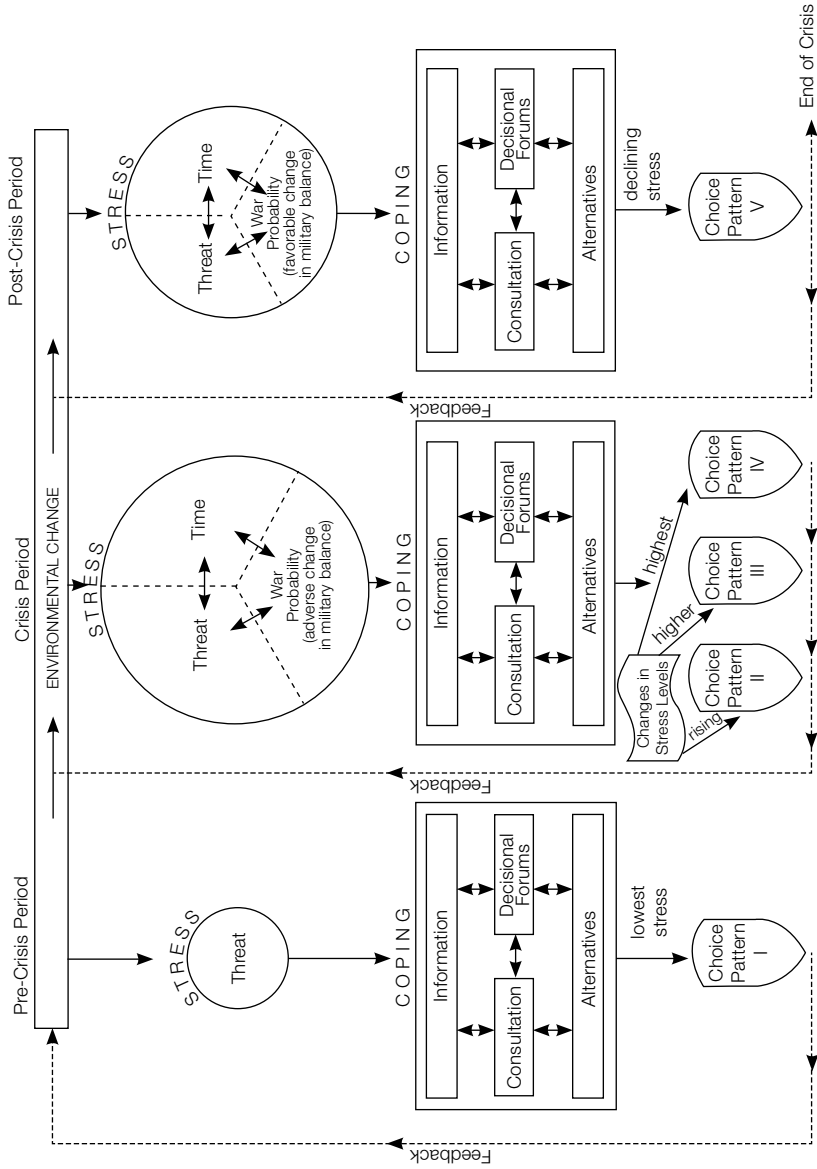 Pre-Crisis Period
Crisis Period
Post-Crisis Period
ENVIRONMENTAL CHANGE
STRESS
Threat
COPING
Information
Consultation
Decisional
Forums
Alternatives
lowest
stress
Choice
Pattern
I
Feedback
STRESS
Threat
Time
War
Probability
(adverse change
in military balance)
COPING
Information
Consultation
Decisional
Forums
Alternatives
Changes in
Stress Levels
rising
higher
highest
Choice
Pattern
II
Choice
Pattern
III
Choice
Pattern
IV
Feedback
STRESS
Threat
Time
War
Probability
(favorable change
in military balance)
COPING
Information
Consultation
Decisional
Forums
Alternatives
declining
stress
Choice
Pattern
V
Feedback
End of Crisis